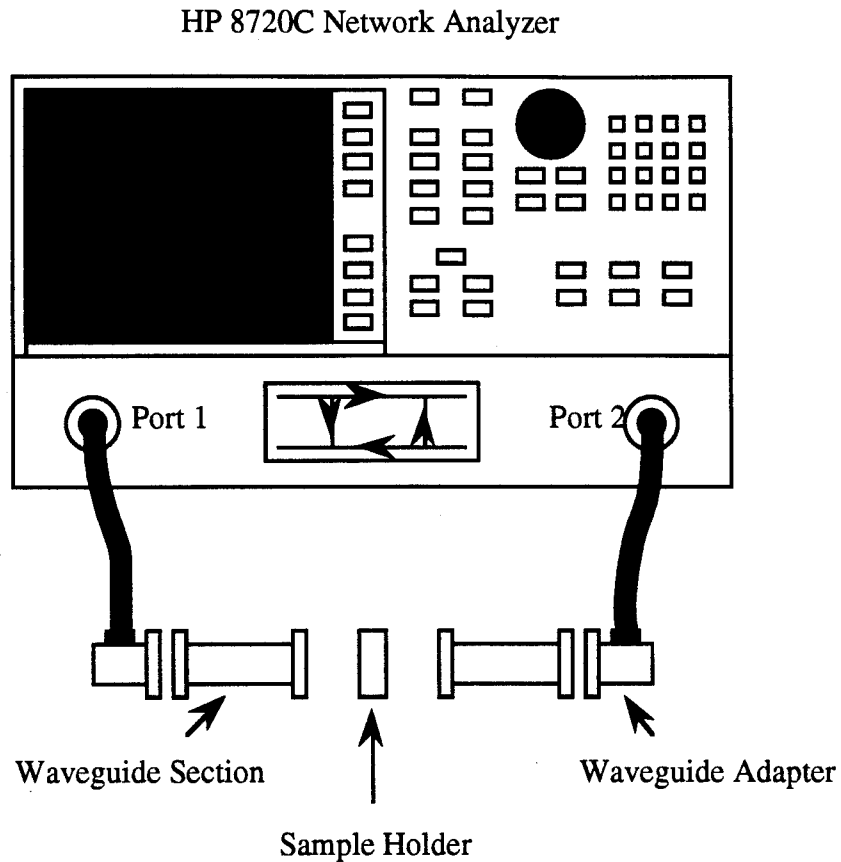 HP 8720C Network Analyzer
Port 1
Port 2
Waveguide Section
Waveguide Adapter
Sample Holder